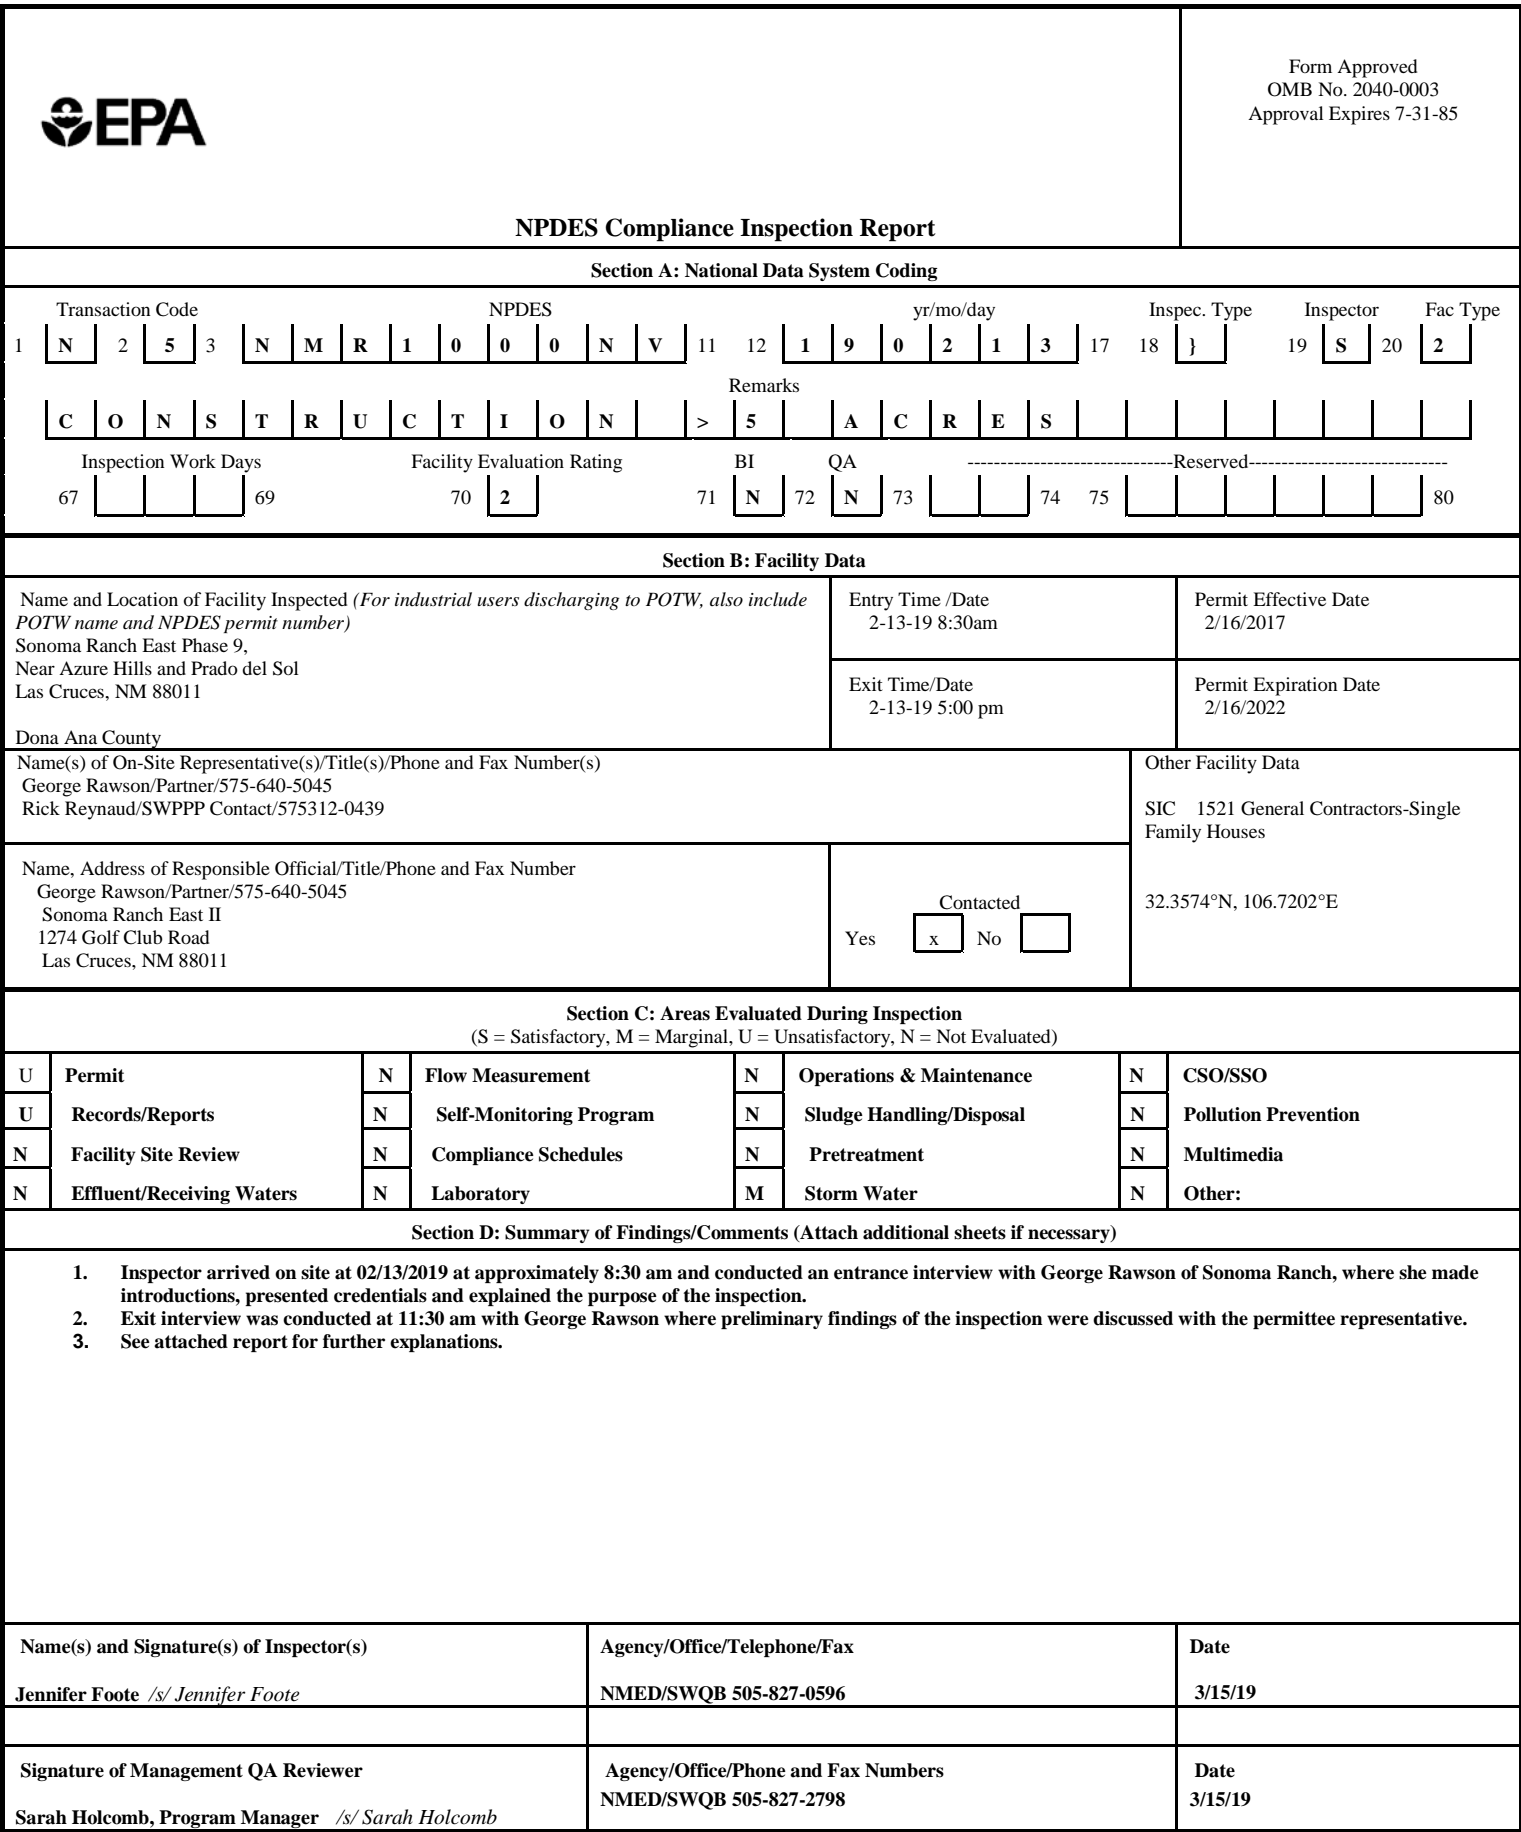 EPA
Form Approved
OMB No. 2040-0003
Approval Expires 7-31-85
NPDES Compliance Inspection Report
Section A: National Data System Coding
Transaction Code NPDES yr/mo/day Inspec. Type Inspector Fac Type
1 N 2 5 3 N M R 1 0 0 0 N V 11 12 1 9 0 2 1 3 17 18 } 19 S 20 2
Remarks
C O N S T R U C T I O N > 5 A C R E S
Inspection Work Days Facility Evaluation Rating BI QA -------------------------------Reserved------------------------------
67 69 70 2 71 N 72 N 73 74 75 80
Section B: Facility Data
Name and Location of Facility Inspected (For industrial users discharging to POTW, also include
POTW name and NPDES permit number)
Sonoma Ranch East Phase 9,
Near Azure Hills and Prado del Sol
Las Cruces, NM 88011
Dona Ana County
Entry Time /Date
2-13-19 8:30am
Permit Effective Date
2/16/2017
Exit Time/Date
2-13-19 5:00 pm
Permit Expiration Date
2/16/2022
Name(s) of On-Site Representative(s)/Title(s)/Phone and Fax Number(s)
George Rawson/Partner/575-640-5045
Rick Reynaud/SWPPP Contact/575312-0439
Other Facility Data
SIC 1521 General Contractors-Single
Family Houses
32.3574°N, 106.7202°E
Name, Address of Responsible Official/Title/Phone and Fax Number
George Rawson/Partner/575-640-5045
Sonoma Ranch East II
1274 Golf Club Road
Las Cruces, NM 88011
Contacted
Yes x No
Section C: Areas Evaluated During Inspection
(S = Satisfactory, M = Marginal, U = Unsatisfactory, N = Not Evaluated)
U Permit N Flow Measurement N Operations & Maintenance N CSO/SSO
U Records/Reports N Self-Monitoring Program N Sludge Handling/Disposal N Pollution Prevention
N Facility Site Review N Compliance Schedules N Pretreatment N Multimedia
N Effluent/Receiving Waters N Laboratory M Storm Water N Other:
Section D: Summary of Findings/Comments (Attach additional sheets if necessary)
1. Inspector arrived on site at 02/13/2019 at approximately 8:30 am and conducted an entrance interview with George Rawson of Sonoma Ranch, where she made
introductions, presented credentials and explained the purpose of the inspection.
2. Exit interview was conducted at 11:30 am with George Rawson where preliminary findings of the inspection were discussed with the permittee representative.
3. See attached report for further explanations.
Name(s) and Signature(s) of Inspector(s) Agency/Office/Telephone/Fax Date
Jennifer Foote /s/ Jennifer Foote NMED/SWQB 505-827-0596 3/15/19
Signature of Management QA Reviewer Agency/Office/Phone and Fax Numbers Date
NMED/SWQB 505-827-2798 3/15/19
Sarah Holcomb, Program Manager /s/ Sarah Holcomb